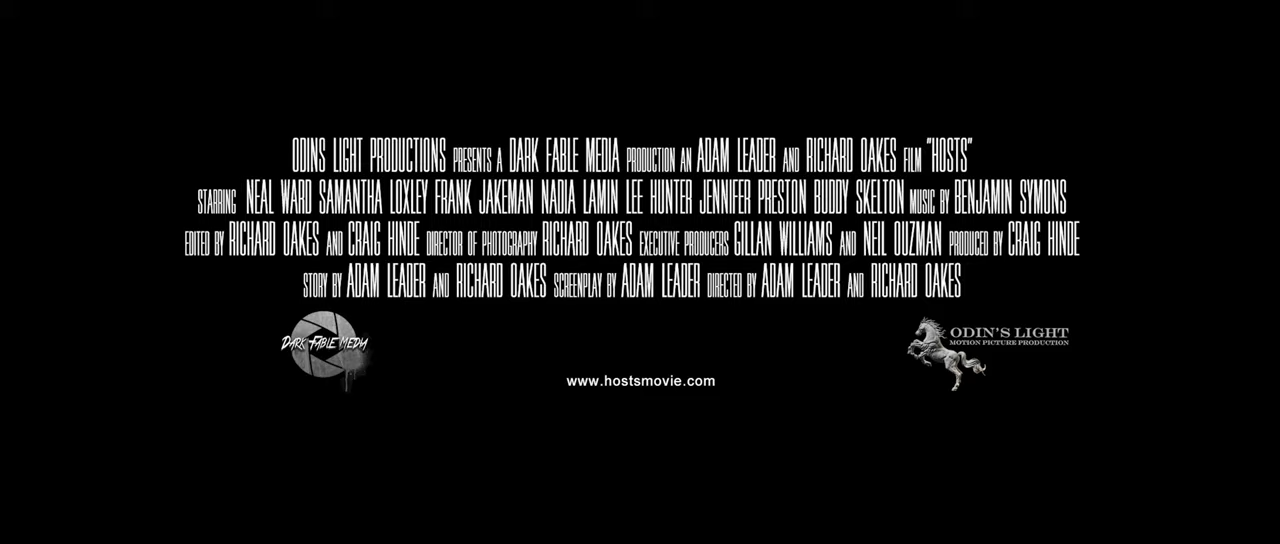 ODINS LIGHT PRODUCTIONS PRESENTS A DARK FABLE MEDIA PRODUCTION AN ADAM LEADER AND RICHARD OAKES FILM "HOSTS"
STARRING NEAL WARD SAMANTHA LOXLEY FRANK JAKEMAN NADIA LAMIN LEE HUNTER JENNIFER PRESTON BUDDY SKELTON MUSIC BY BENJAMIN SYMONS
EDITED BY RICHARD OAKES AND CRAIG HINDE DIRECTOR OF PHOTOGRAPHY RICHARD OAKES EXECUTIVE PRODUCERS GILLAN WILLIAMS AND NEIL OUZMAN PRODUCED BY CRAIG HINDE
STORY BY ADAM LEADER AND RICHARD OAKES SCREENPLAY BY ADAM LEADER DIRECTED BY ADAM LEADER AND RICHARD OAKES
DARK FABLE MEDIA
ODIN'S LIGHT
MOTION PICTURE PRODUCTION
www.hostsmovie.com